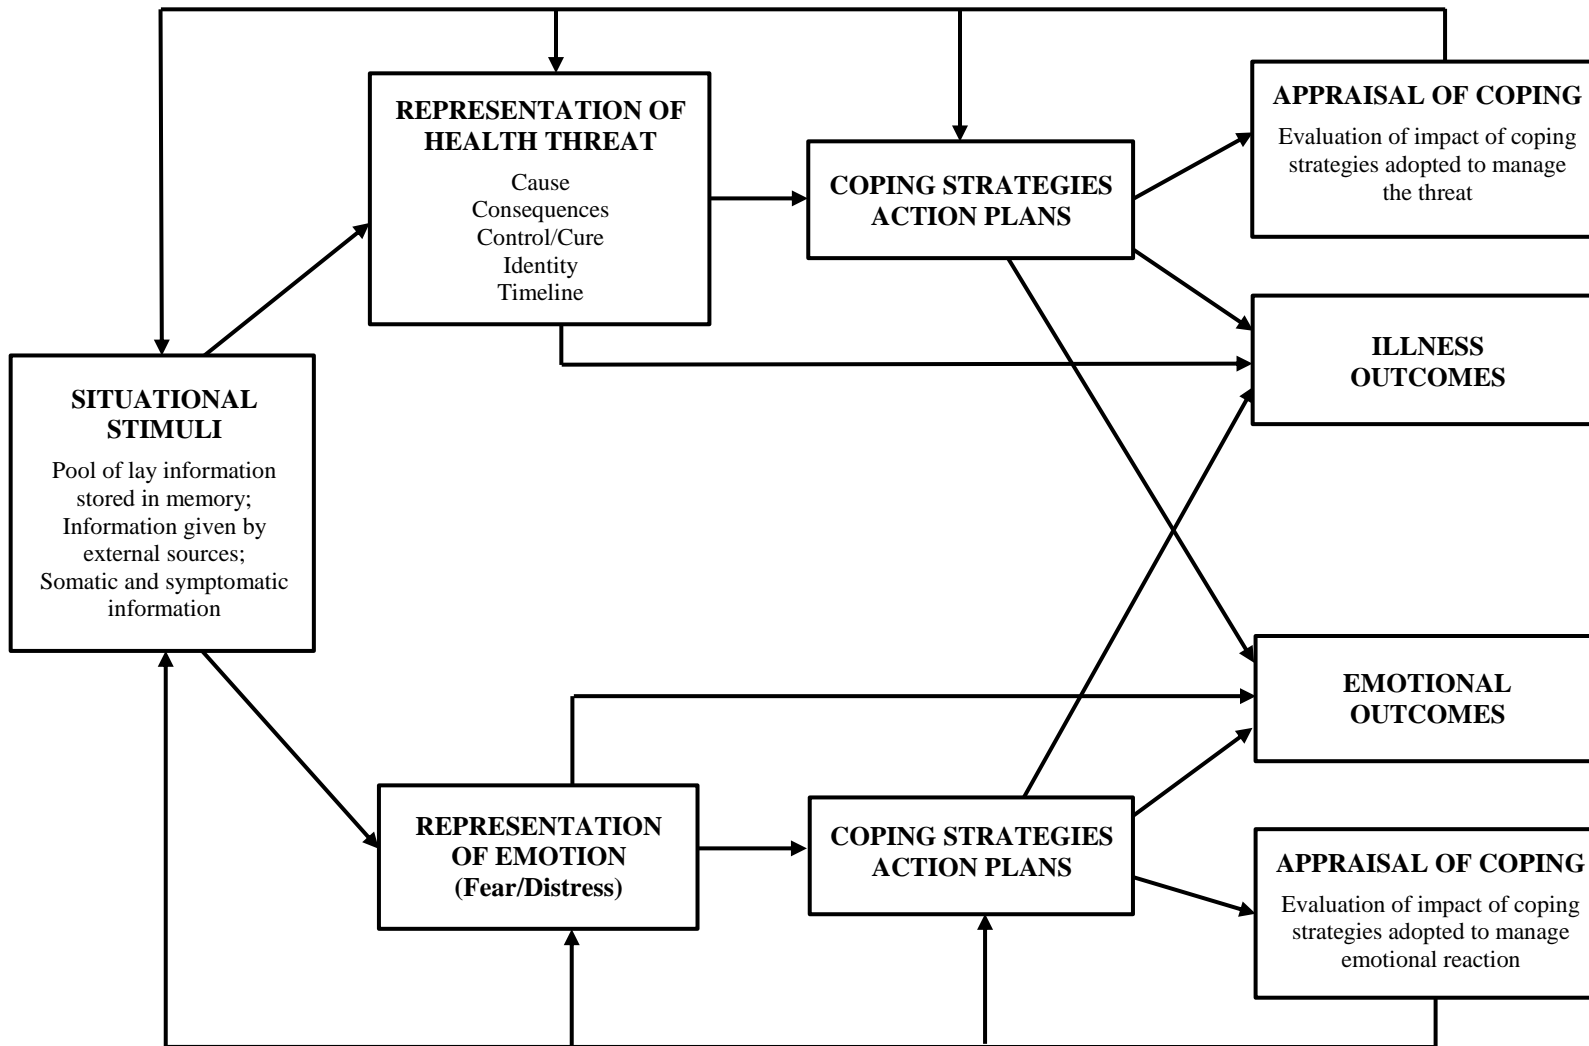 REPRESENTATION OF
HEALTH THREAT
Cause
Consequences
Control/Cure
Identity
Timeline
COPING STRATEGIES
ACTION PLANS
APPRAISAL OF COPING
Evaluation of impact of coping
strategies adopted to manage
the threat
ILLNESS
OUTCOMES
SITUATIONAL
STIMULI
Pool of lay information
stored in memory;
Information given by
external sources;
Somatic and symptomatic
information
EMOTIONAL
OUTCOMES
REPRESENTATION
OF EMOTION
(Fear/Distress)
COPING STRATEGIES
ACTION PLANS
APPRAISAL OF COPING
Evaluation of impact of coping
strategies adopted to manage
emotional reaction